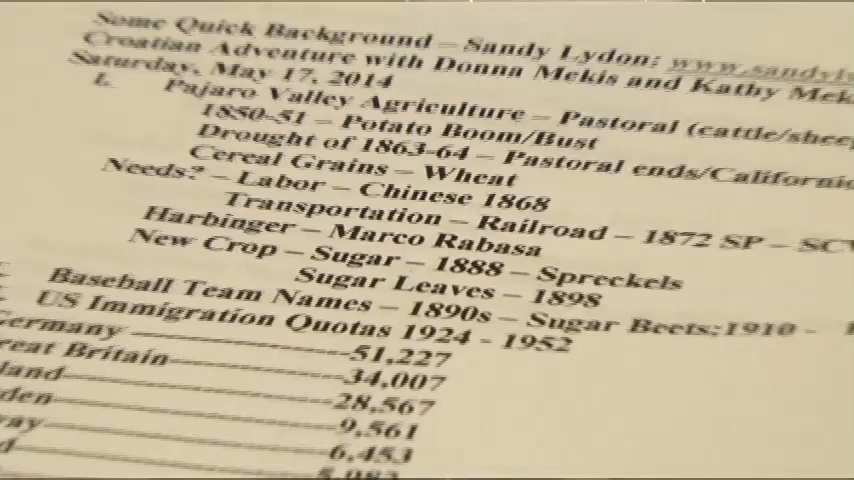 Some Quick Background – Sandy Lydon: www.sandyly
Croatian Adventure with Donna Mekis and Kathy Mek
Saturday, May 17, 2014
I. Pajaro Valley Agriculture – Pastoral (cattle/sheep
1850-51 – Potato Boom/Bust
Drought of 1863-64 – Pastoral ends/Californio
Cereal Grains – Wheat
Needs? – Labor – Chinese 1868
Transportation – Railroad – 1872 SP – SCV
Harbinger – Marco Rabasa
New Crop – Sugar – 1888 – Spreckels
Sugar Leaves – 1898
Baseball Team Names – 1890s – Sugar Beets;1910 -
US Immigration Quotas 1924 - 1952
Germany 51,227
reat Britain 34,007
land 28,567
den 9,561
way 6,453